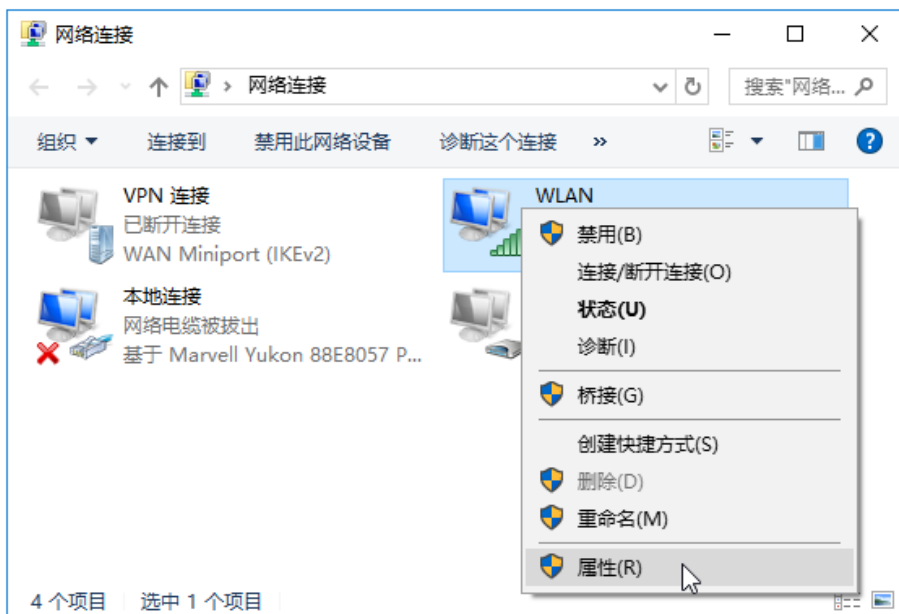 网络连接
网络连接
搜索"网络...
组织
连接到
禁用此网络设备
诊断这个连接
»
?
VPN 连接
已断开连接
WAN Miniport (IKEv2)
WLAN
本地连接
网络电缆被拔出
基于 Marvell Yukon 88E8057 P...
禁用(B)
连接/断开连接(O)
状态(U)
诊断(I)
桥接(G)
创建快捷方式(S)
删除(D)
重命名(M)
属性(R)
4 个项目
选中 1 个项目